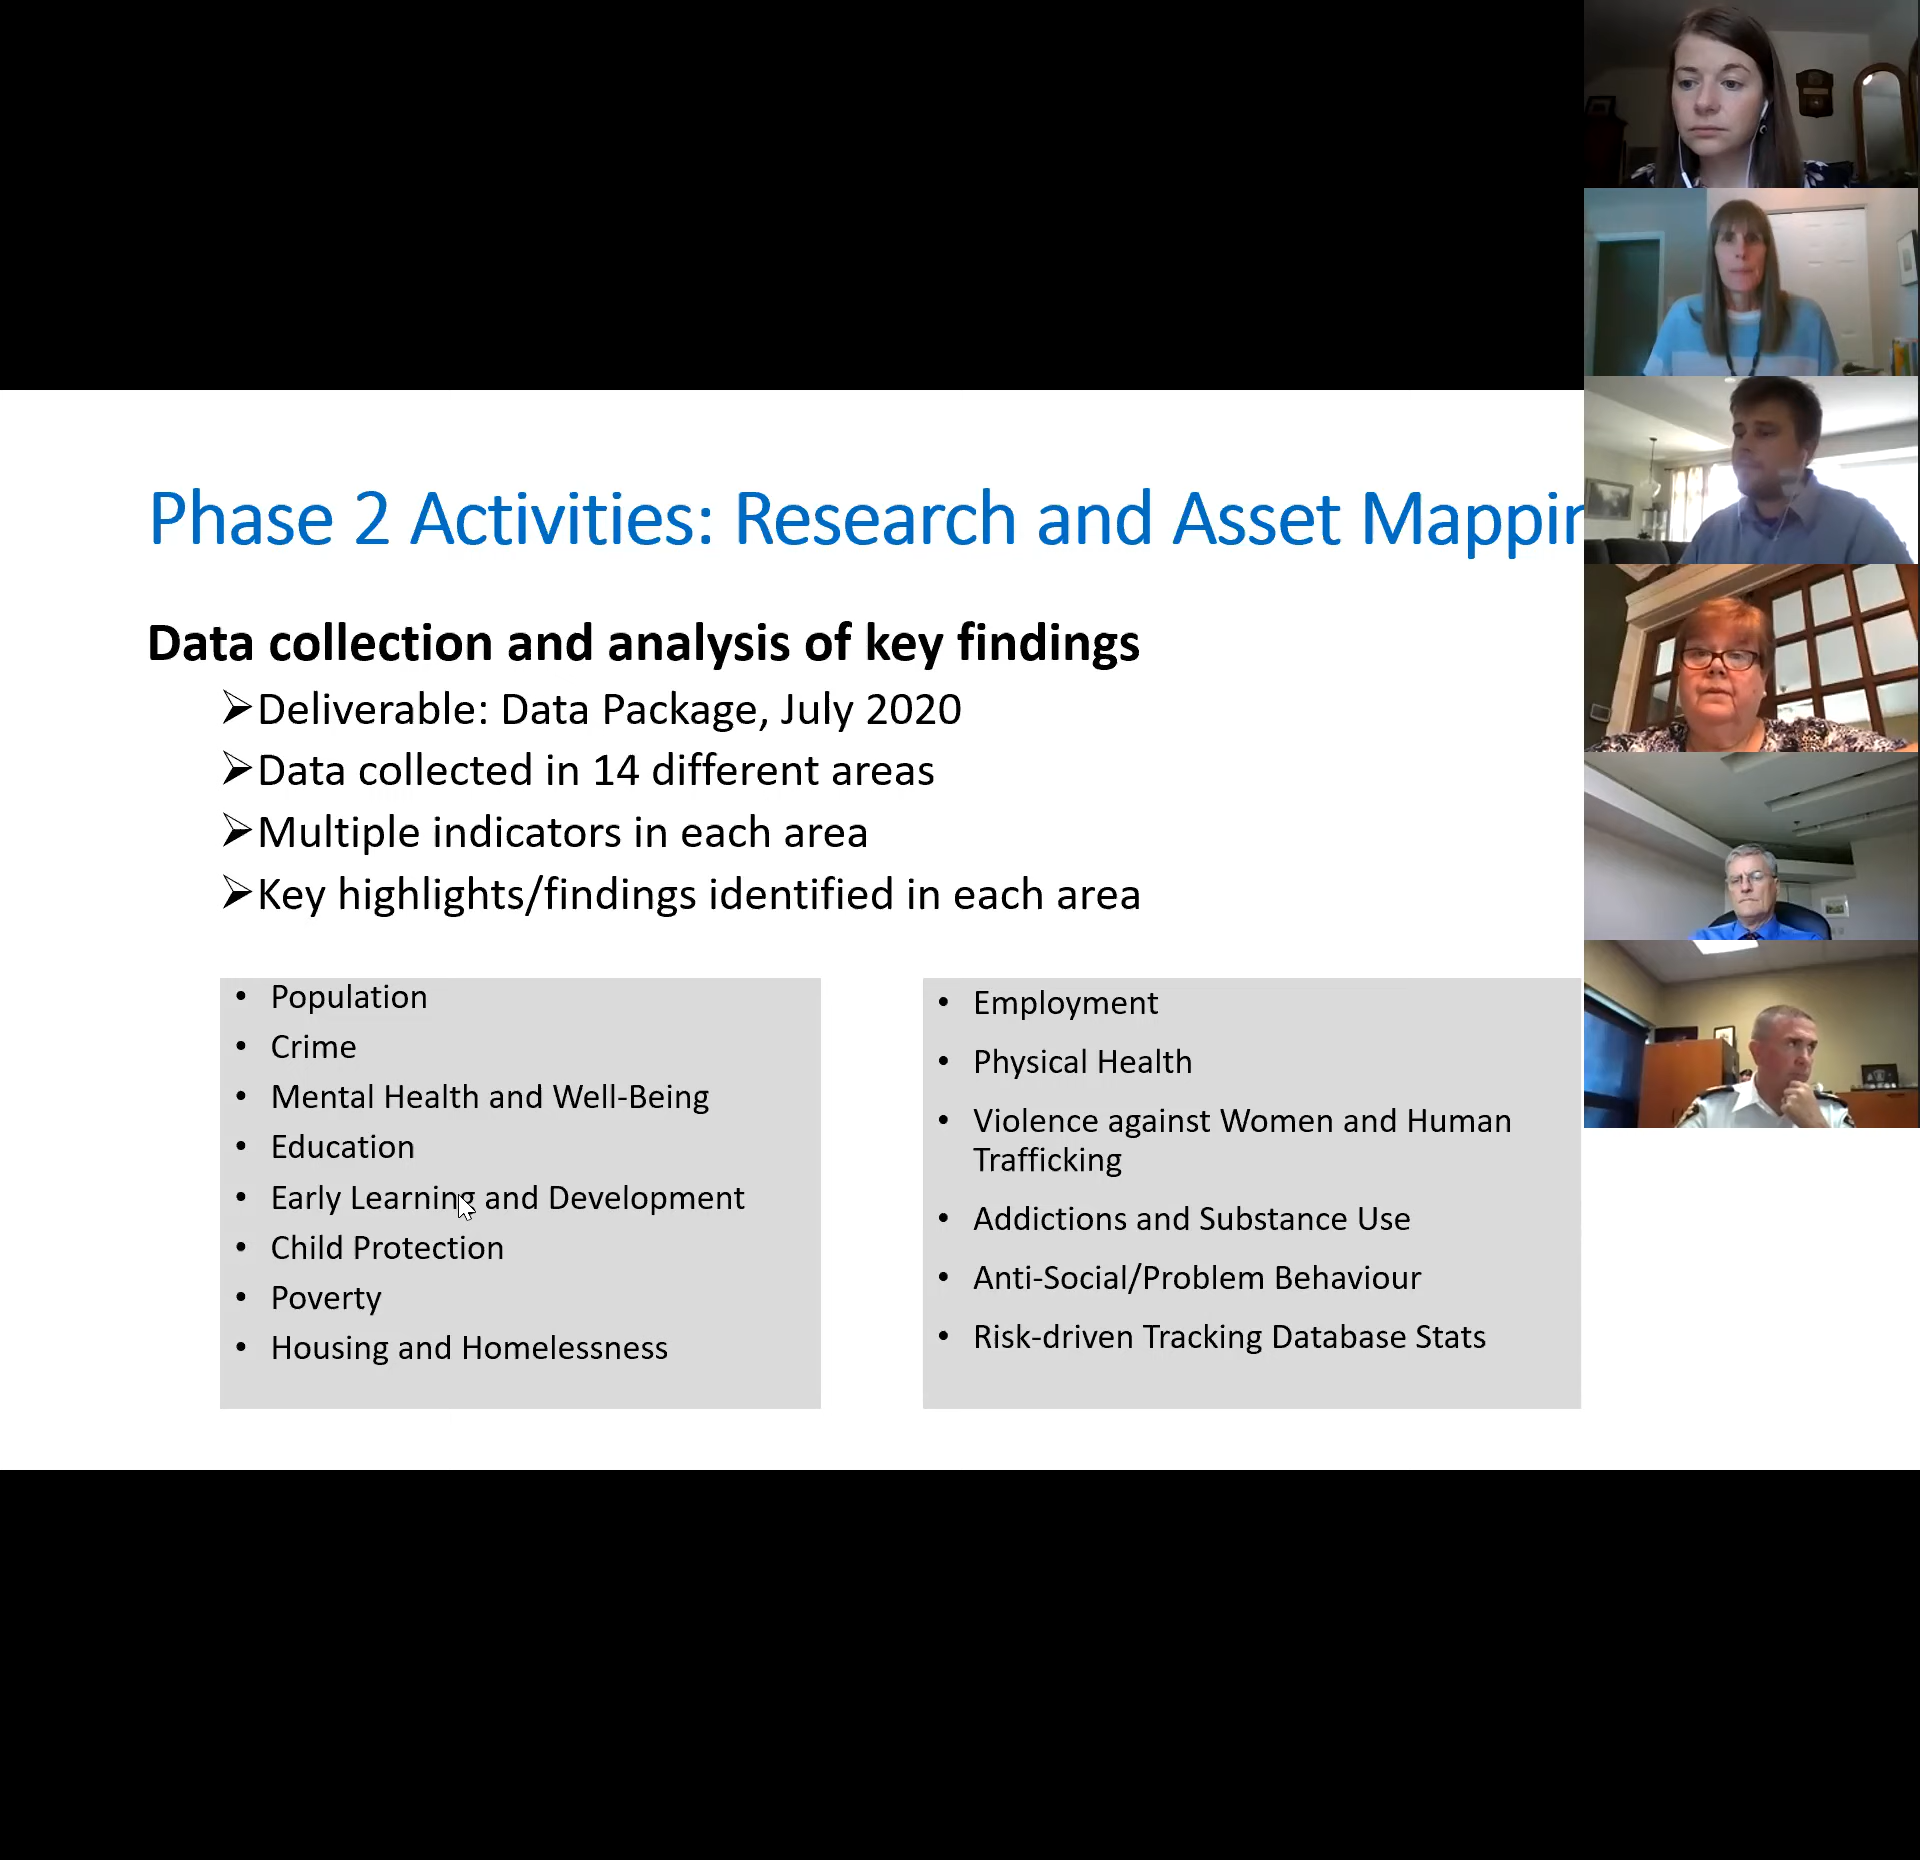 Phase 2 Activities: Research and Asset Mappin
Data collection and analysis of key findings
➢Deliverable: Data Package, July 2020
➢Data collected in 14 different areas
➢Multiple indicators in each area
➢Key highlights/findings identified in each area
• Population
• Crime
• Mental Health and Well-Being
• Education
• Early Learning and Development
• Child Protection
• Poverty
• Housing and Homelessness
• Employment
• Physical Health
• Violence against Women and Human
Trafficking
• Addictions and Substance Use
• Anti-Social/Problem Behaviour
• Risk-driven Tracking Database Stats